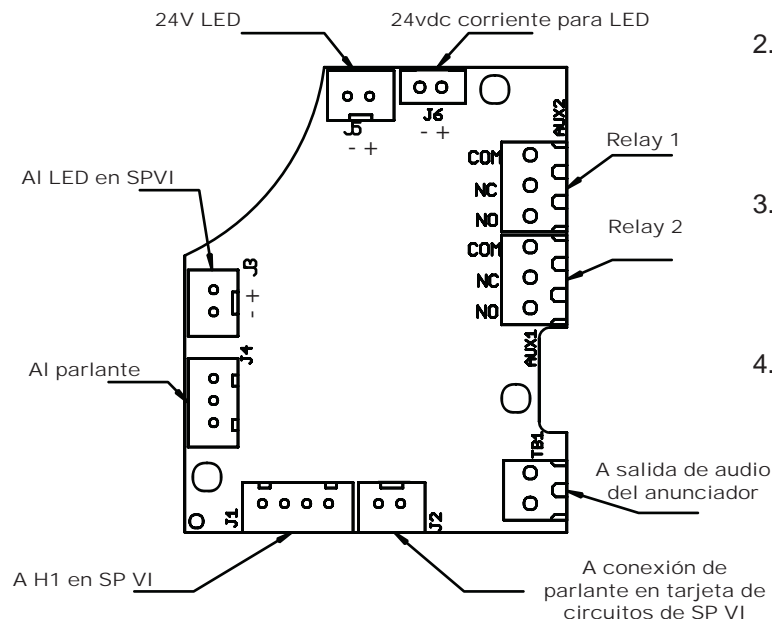 24V LED
24vdc corriente para LED
2.
J5
- +
J6
- +
AUX2
COM
NC
NO
Relay 1
Al LED en SPVI
3.
Relay 2
COM
NC
NO
J3
- +
AUX1
J4
Al parlante
4.
TB1
A salida de audio
del anunciador
J1
J2
A H1 en SP VI
A conexión de
parlante en tarjeta de
circuitos de SP VI